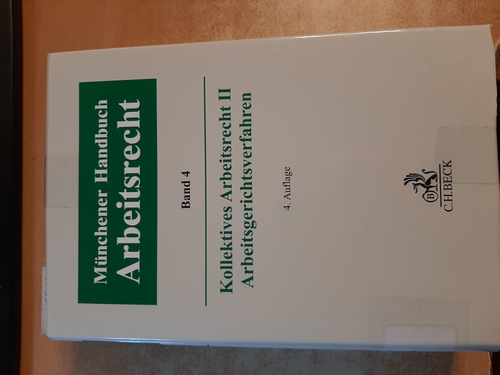 Münchener Handbuch
Arbeitsrecht
Band 4
Kollektives Arbeitsrecht II
Arbeitsgerichtsverfahren
4. Auflage
C.H.BECK